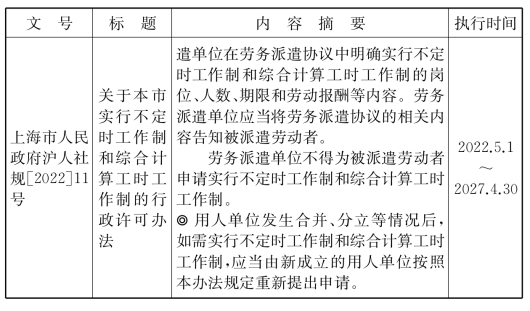 文 号 标 题 内 容 摘 要 执行时间
上海市人民
政府沪人社
规[2022]11
号
关于本市
实行不定
时工作制
和综合计
算工时工
作制的行
政许可办
法
遣单位在劳务派遣协议中明确实行不定
时工作制和综合计算工时工作制的岗
位、人数、期限和劳动报酬等内容。劳务
派遣单位应当将劳务派遣协议的相关内
容告知被派遣劳动者。
劳务派遣单位不得为被派遣劳动者
申请实行不定时工作制和综合计算工时
工作制。
◎ 用人单位发生合并、分立等情况后,
如需实行不定时工作制和综合计算工时
工作制,应当由新成立的用人单位按照
本办法规定重新提出申请。
2022.5.1
~
2027.4.30